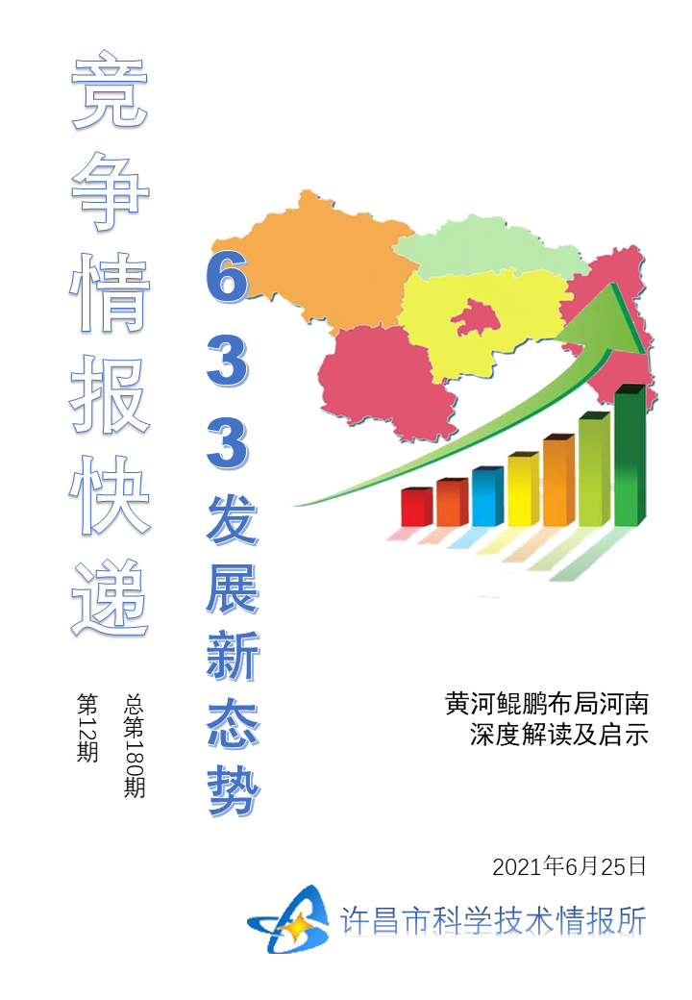 竞争情报快递
633发展新态势
总第180期
第12期
黄河鲲鹏布局河南
深度解读及启示
2021年6月25日
许昌市科学技术情报所